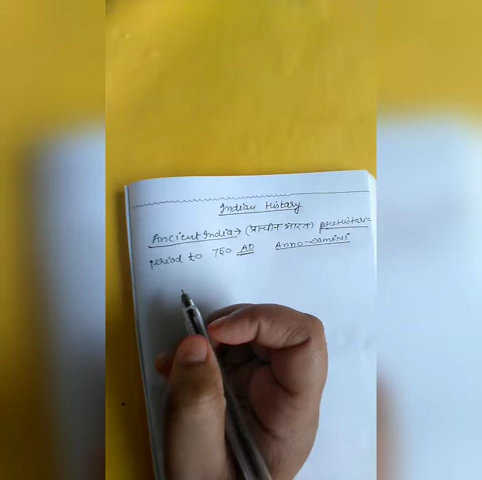 Indian History
Ancient India → (प्राचीन भारत) prehistoric
period to 750 AD Anno-Domini